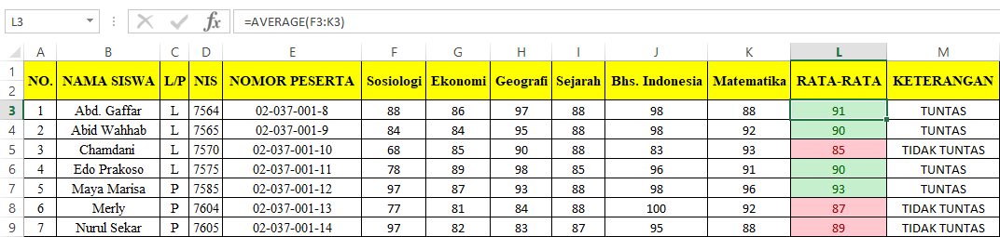 L3 fx =AVERAGE(F3:K3)
A B C D E F G H I J K L M
1
2
NO. NAMA SISWA L/P NIS NOMOR PESERTA Sosiologi Ekonomi Geografi Sejarah Bhs. Indonesia Matematika RATA-RATA KETERANGAN
3 1 Abd. Gaffar L 7564 02-037-001-8 88 86 97 88 98 88 91 TUNTAS
4 2 Abid Wahhab L 7565 02-037-001-9 84 84 95 88 98 92 90 TUNTAS
5 3 Chamdani L 7570 02-037-001-10 68 85 90 88 83 93 85 TIDAK TUNTAS
6 4 Edo Prakoso L 7575 02-037-001-11 78 89 98 85 96 91 90 TUNTAS
7 5 Maya Marisa P 7585 02-037-001-12 97 87 93 88 98 96 93 TUNTAS
8 6 Merly P 7604 02-037-001-13 77 81 84 88 100 92 87 TIDAK TUNTAS
9 7 Nurul Sekar P 7605 02-037-001-14 97 82 83 87 95 88 89 TIDAK TUNTAS